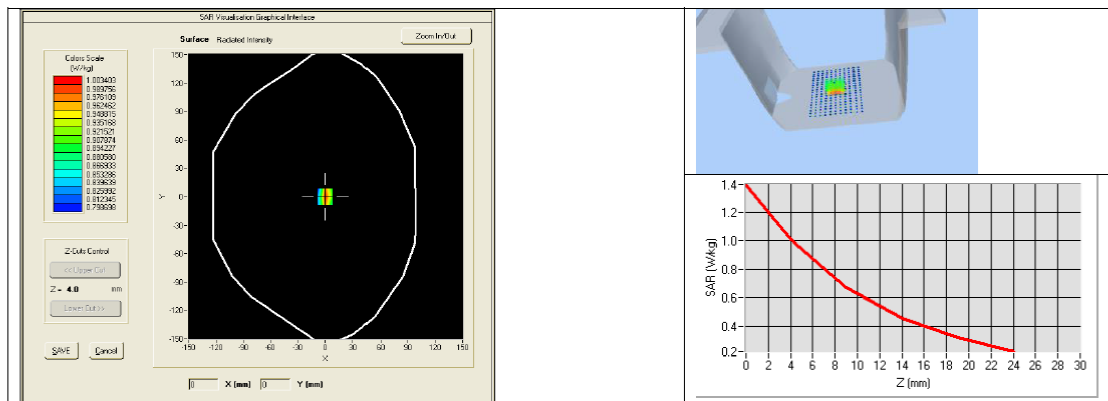 SAR Visualisation Graphical Interface
Surface Radiated Intensity
Zoom In/Out
Colors Scale
(W/kg)
1.003403
0.989756
0.976109
0.962462
0.948815
0.935168
0.921521
0.907874
0.894227
0.880580
0.866933
0.853286
0.839639
0.825992
0.812345
0.798698
Z-Cuts Control
<< Upper Cut
Z = 4.0 mm
Lower Cut >>
SAVE Cancel
150-
120-
90-
60-
30-
0-
-30-
-60-
-90-
-120-
-150-
Y
-150 -120 -90 -60 -30 0 30 60 90 120 150
X
0 X (mm) 0 Y (mm)
1.4
1.2
1.0
0.8
0.6
0.4
0.2
SAR (W/kg)
0 2 4 6 8 10 12 14 16 18 20 22 24 26 28 30
Z (mm)